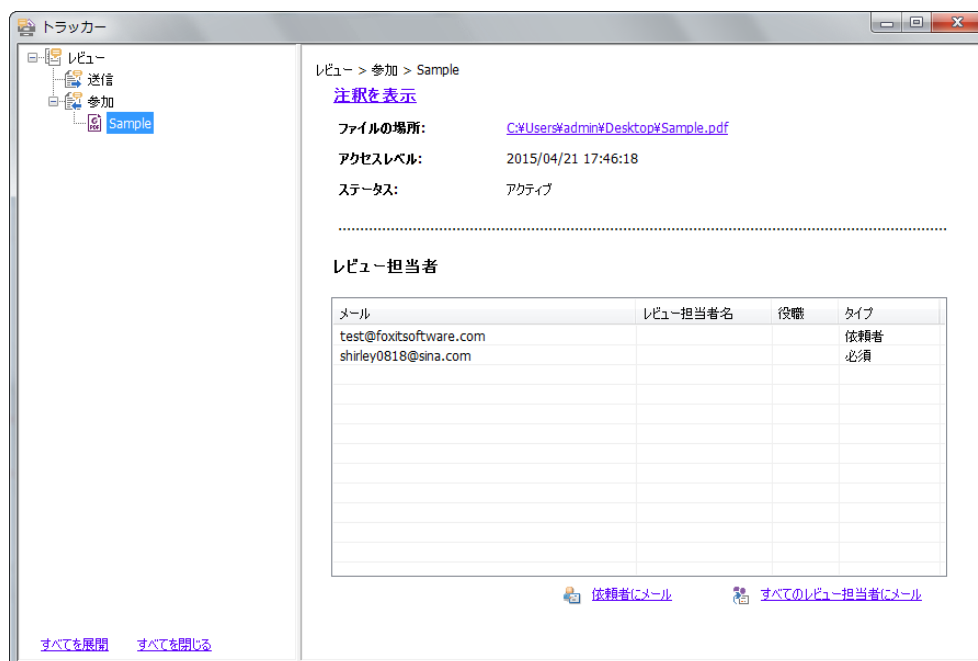 トラッカー
レビュー
送信
参加
Sample
すべてを展開 すべてを閉じる
レビュー > 参加 > Sample
注釈を表示
ファイルの場所: C:¥Users¥admin¥Desktop¥Sample.pdf
アクセスレベル: 2015/04/21 17:46:18
ステータス: アクティブ
レビュー担当者
メール レビュー担当者名 役職 タイプ
test@foxitsoftware.com 依頼者
shirley0818@sina.com 必須
依頼者にメール すべてのレビュー担当者にメール